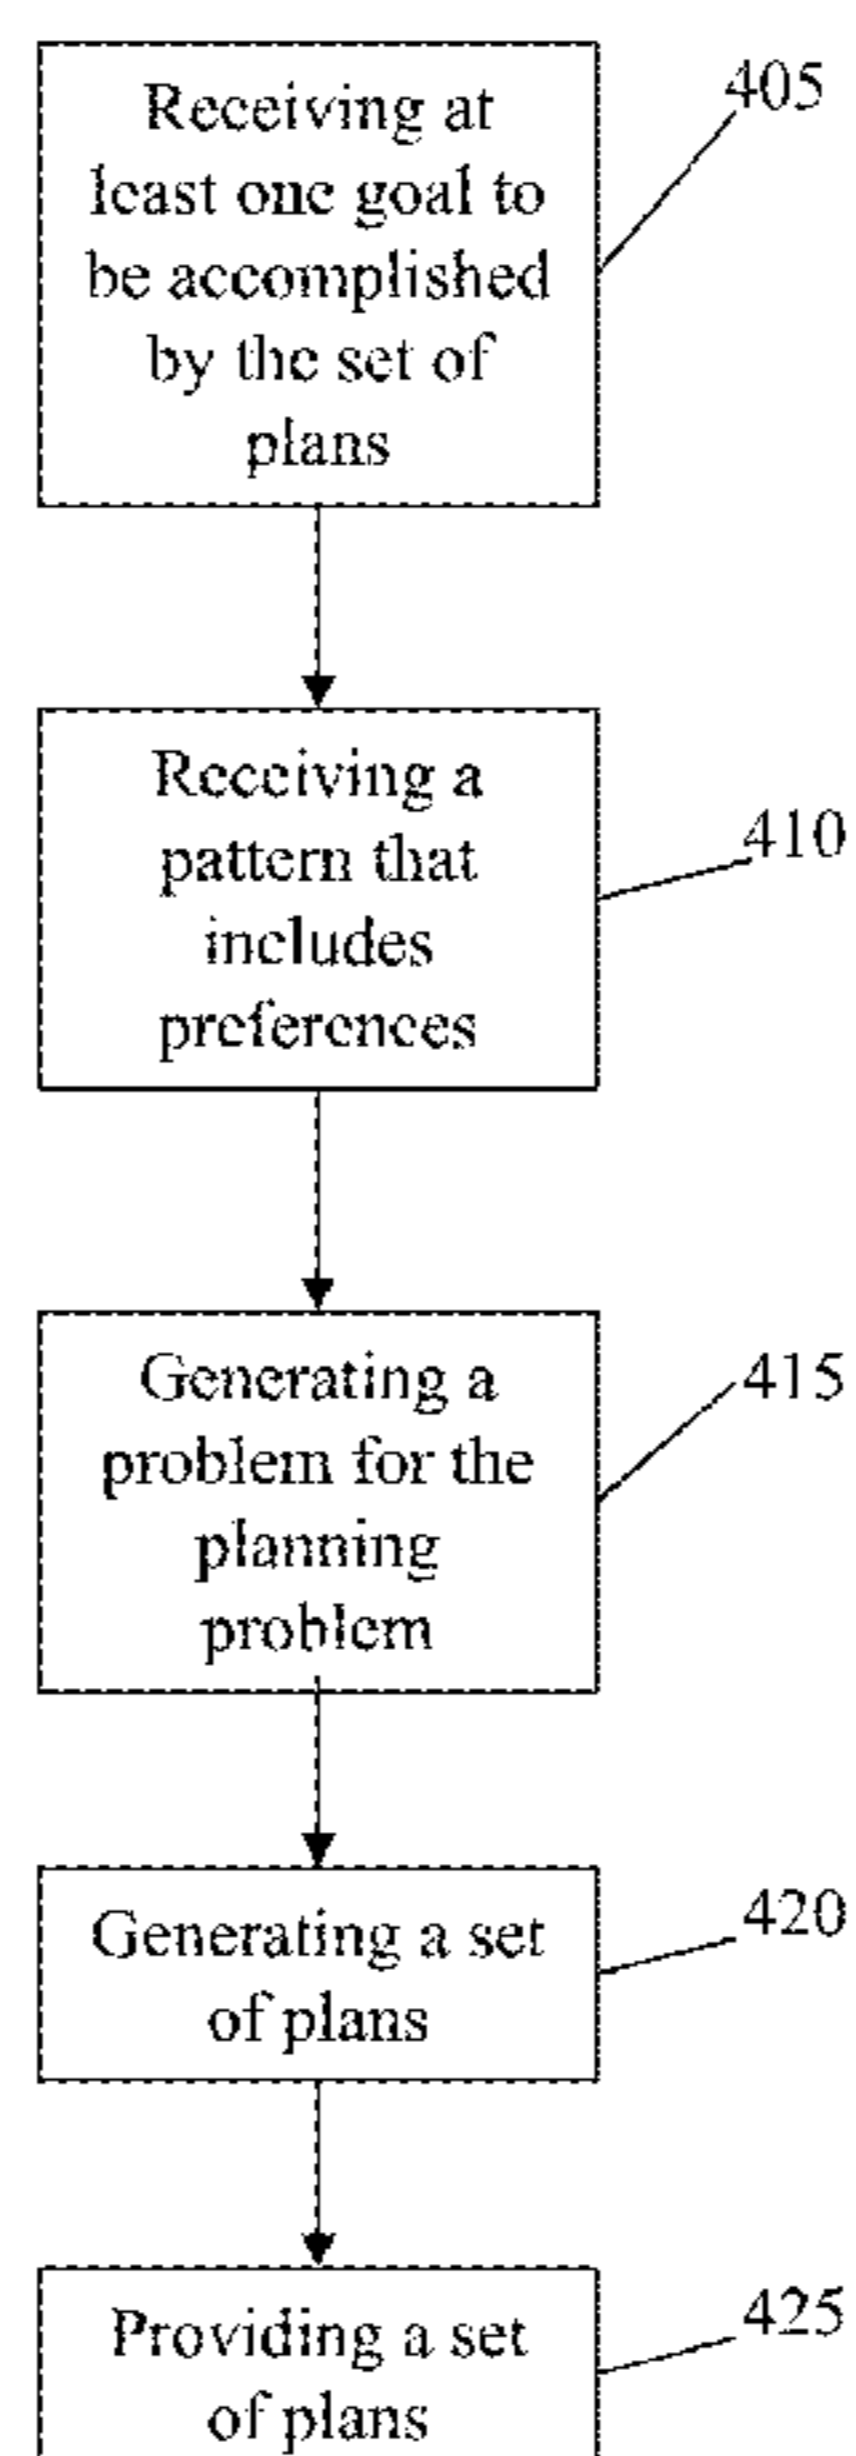 Receiving at
least one goal to
be accomplished
by the set of
plans
405
Receiving a
pattern that
includes
preferences
410
Generating a
problem for the
planning
problem
415
Generating a set
of plans
420
Providing a set
of plans
425